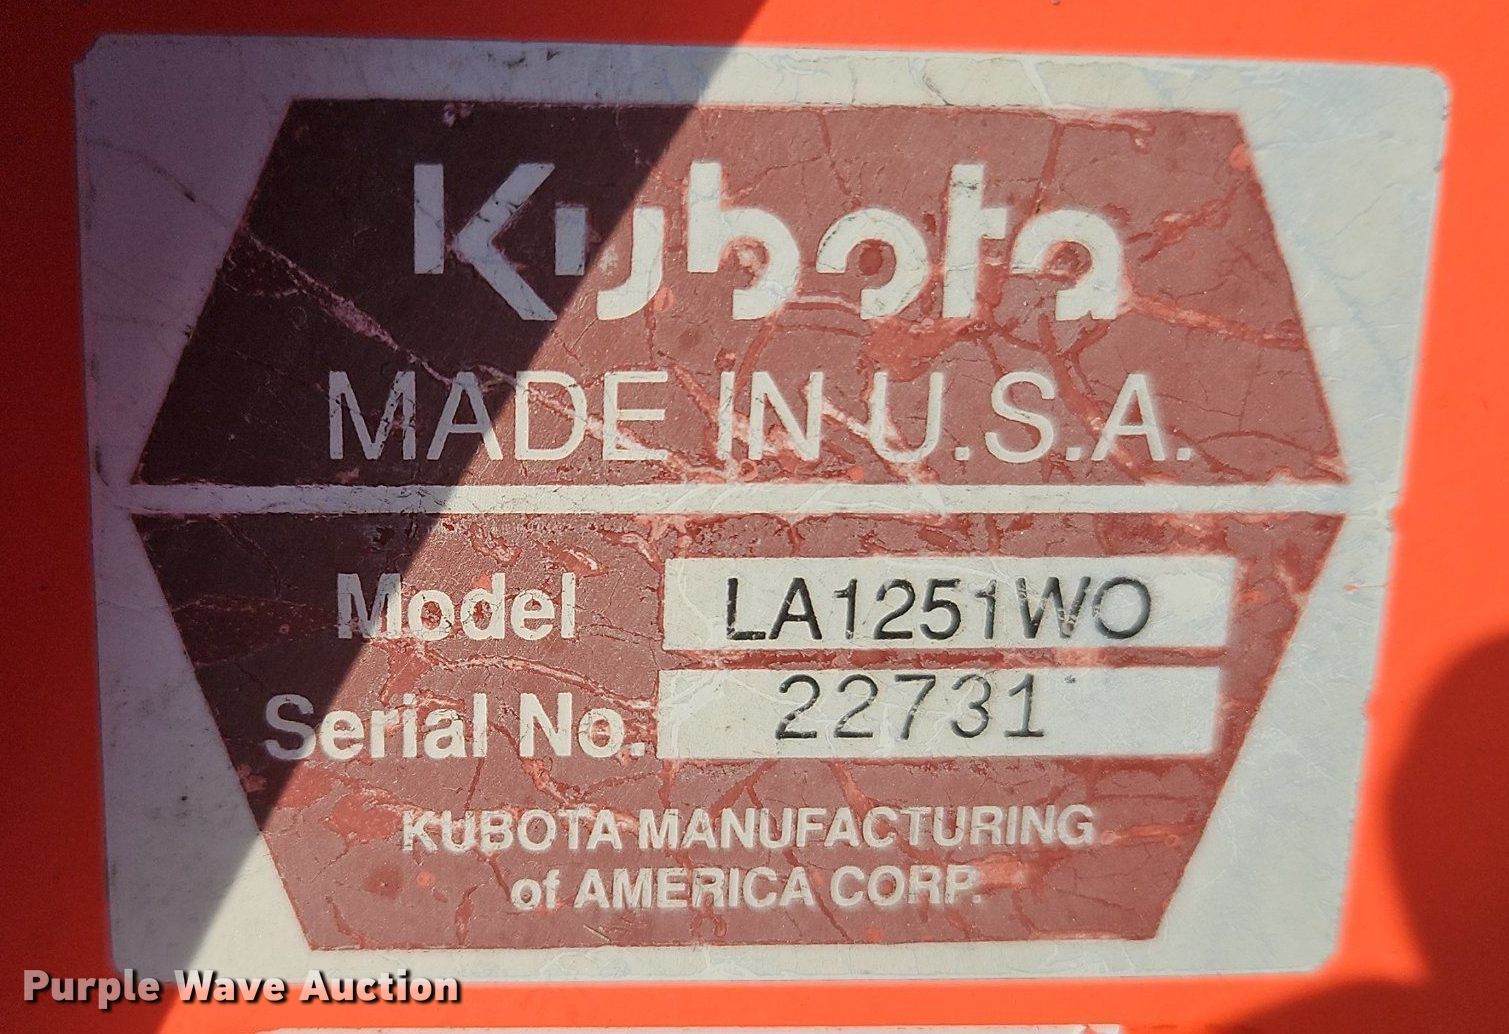 Kubota
MADE IN U.S.A.
Model LA1251WO
Serial No. 22731
KUBOTA MANUFACTURING
of AMERICA CORP.
Purple Wave Auction